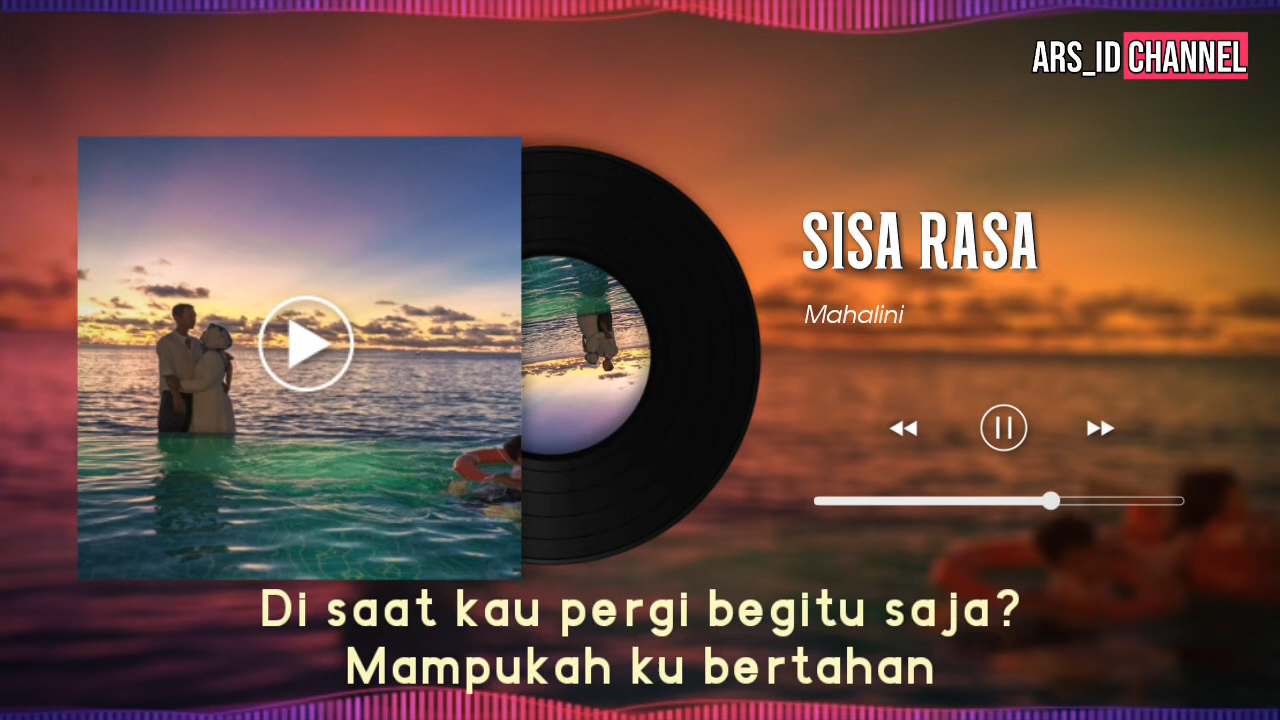 ARS_ID CHANNEL
SISA RASA
Mahalini
Di saat kau pergi begitu saja?
Mampukah ku bertahan